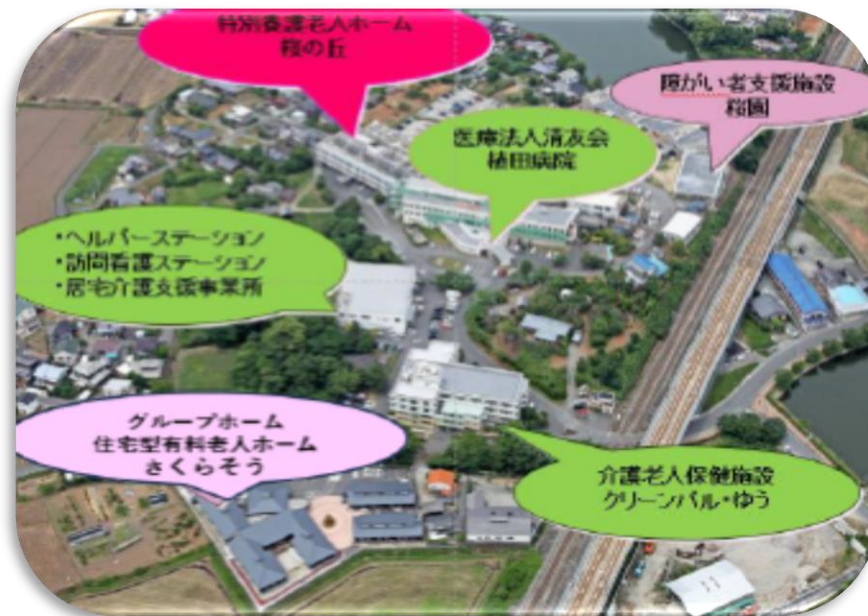 特別養護老人ホーム
桜の丘
障がい者支援施設
桜園
医療法人清友会
植田病院
・ヘルパーステーション
・訪問看護ステーション
・居宅介護支援事業所
グループホーム
住宅型有料老人ホーム
さくらそう
介護老人保健施設
クリーンパル・ゆう